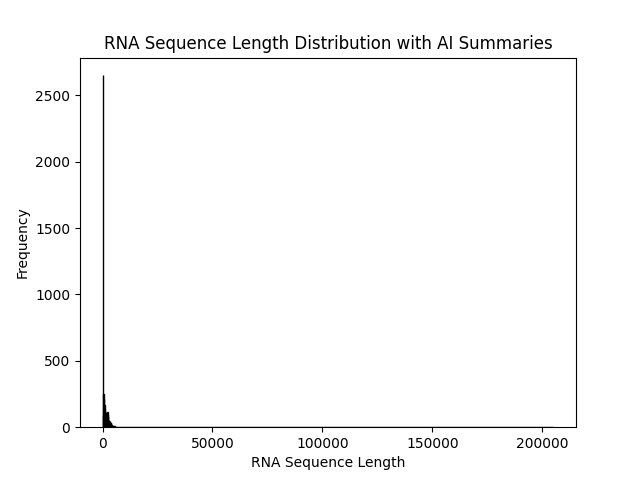 RNA Sequence Length Distribution with AI Summaries
2500
2000
1500
1000
500
0
Frequency
0 50000 100000 150000 200000
RNA Sequence Length